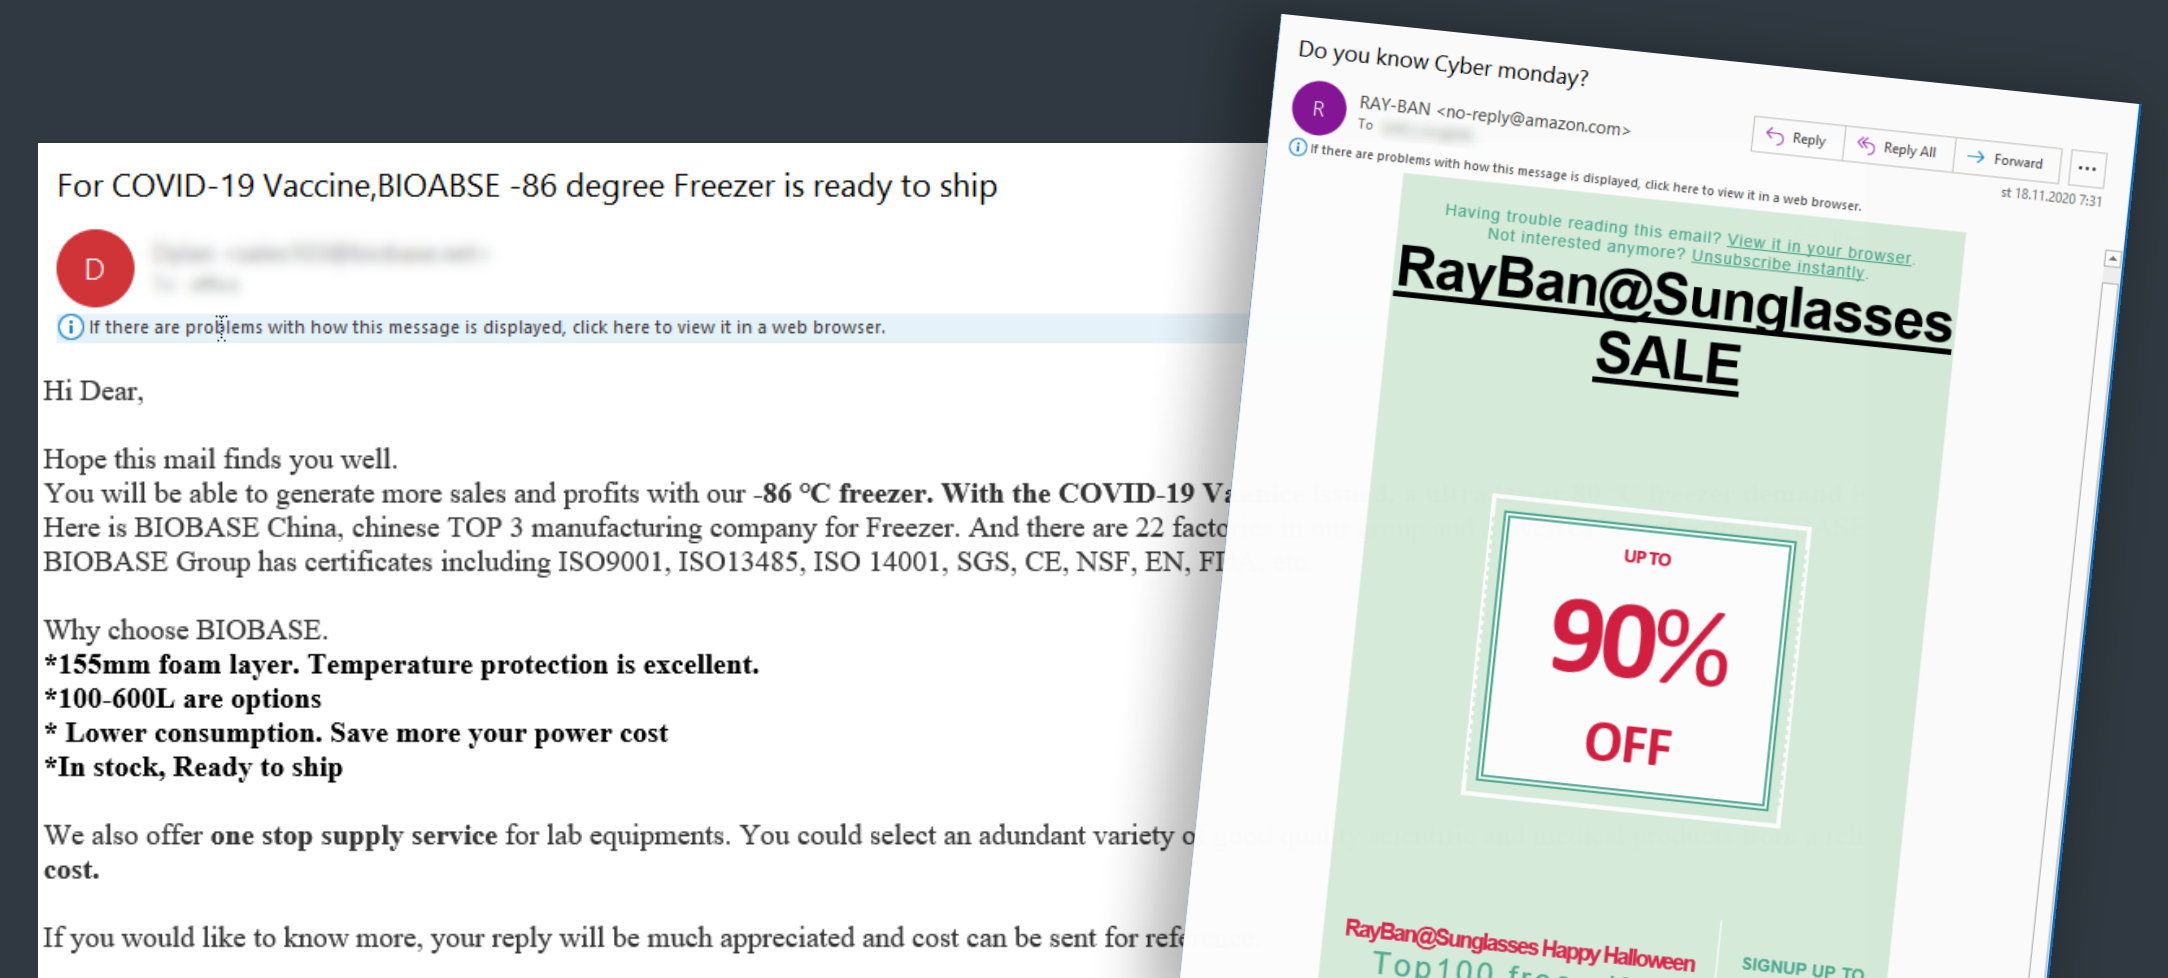 For COVID-19 Vaccine,BIOABSE -86 degree Freezer is ready to ship
D
If there are problems with how this message is displayed, click here to view it in a web browser.
Hi Dear,
Hope this mail finds you well.
You will be able to generate more sales and profits with our -86 °C freezer. With the COVID-19
Here is BIOBASE China, chinese TOP 3 manufacturing company for Freezer. And there are 22
BIOBASE Group has certificates including ISO9001, ISO13485, ISO 14001, SGS, CE, NSF, EN,
Why choose BIOBASE.
*155mm foam layer. Temperature protection is excellent.
*100-600L are options
* Lower consumption. Save more your power cost
*In stock, Ready to ship
We also offer one stop supply service for lab equipments. You could select an adundant variety
cost.
If you would like to know more, your reply will be much appreciated and cost can be sent for
Do you know Cyber monday?
R
RAY-BAN <no-reply@amazon.com>
To
Reply
Reply All
Forward
...
If there are problems with how this message is displayed, click here to view it in a web browser.
st 18.11.2020 7:31
Having trouble reading this email? View it in your browser.
Not interested anymore? Unsubscribe instantly.
RayBan@Sunglasses
SALE
UP TO
90%
OFF
RayBan@Sunglasses Happy Halloween
Top100
SIGNUP UP TO